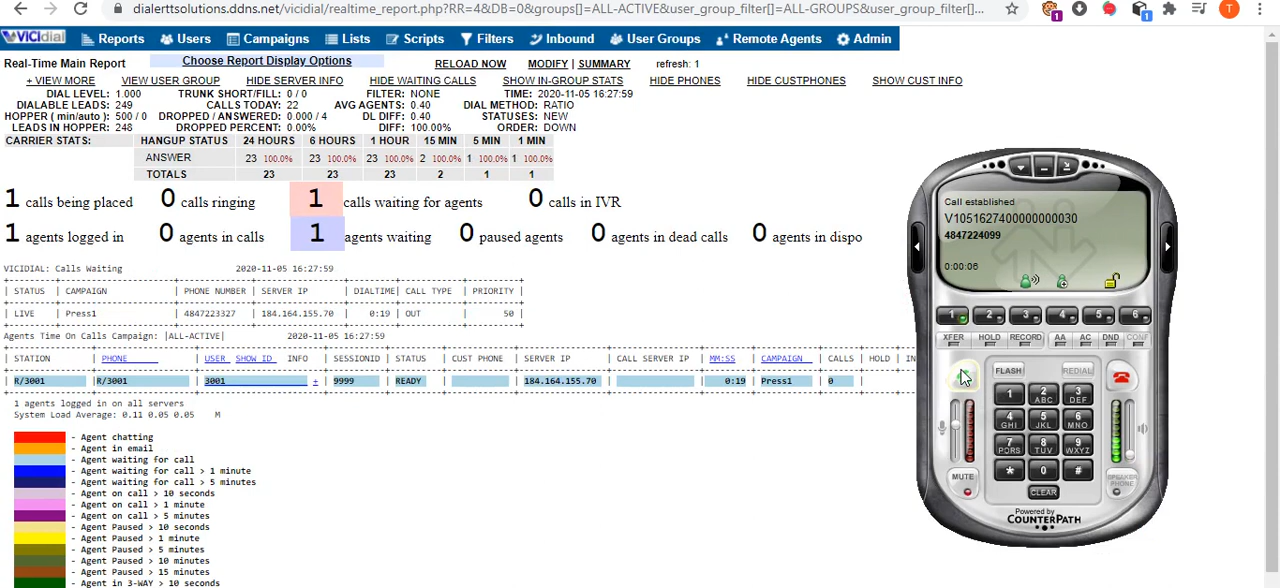 dialerttsolutions.ddns.net/vicidial/realtime_report.php?RR=4&DB=0&groups[]=ALL-ACTIVE&user_group_filter[]=ALL-GROUPS&user_group_filter[]...
1 1 T
VICIdial Reports Users Campaigns Lists Scripts Filters Inbound User Groups Remote Agents Admin
Real-Time Main Report Choose Report Display Options RELOAD NOW MODIFY | SUMMARY refresh: 1
+ VIEW MORE VIEW USER GROUP HIDE SERVER INFO HIDE WAITING CALLS SHOW IN-GROUP STATS HIDE PHONES HIDE CUSTPHONES SHOW CUST INFO
DIAL LEVEL: 1.000 TRUNK SHORT/FILL: 0 / 0 FILTER: NONE TIME: 2020-11-05 16:27:59
DIALABLE LEADS: 249 CALLS TODAY: 22 AVG AGENTS: 0.40 DIAL METHOD: RATIO
HOPPER ( min/auto ): 500 / 0 DROPPED / ANSWERED: 0.000 / 4 DL DIFF: 0.40 STATUSES: NEW
LEADS IN HOPPER: 248 DROPPED PERCENT: 0.00% DIFF: 100.00% ORDER: DOWN
CARRIER STATS: HANGUP STATUS 24 HOURS 6 HOURS 1 HOUR 15 MIN 5 MIN 1 MIN
ANSWER 23 100.0% 23 100.0% 23 100.0% 2 100.0% 1 100.0% 1 100.0%
TOTALS 23 23 23 2 1 1
1 calls being placed 0 calls ringing 1 calls waiting for agents 0 calls in IVR
1 agents logged in 0 agents in calls 1 agents waiting 0 paused agents 0 agents in dead calls 0 agents in dispo
VICIDIAL: Calls Waiting 2020-11-05 16:27:59
| STATUS | CAMPAIGN | PHONE NUMBER | SERVER IP | DIALTIME| CALL TYPE | PRIORITY |
| LIVE | Press1 | 4847223327 | 184.164.155.70 | 0:19 | OUT | 50 |
Agents Time On Calls Campaign: |ALL-ACTIVE| 2020-11-05 16:27:59
| STATION | PHONE | USER SHOW ID INFO | SESSIONID | STATUS | CUST PHONE | SERVER IP | CALL SERVER IP | MM:SS | CAMPAIGN | CALLS | HOLD | IN
| R/3001 | R/3001 | 3001 + | 9999 | READY | | 184.164.155.70 | | 0:19 | Press1 | 0 | |
1 agents logged in on all servers
System Load Average: 0.11 0.05 0.05 M
- Agent chatting
- Agent in email
- Agent waiting for call
- Agent waiting for call > 1 minute
- Agent waiting for call > 5 minutes
- Agent on call > 10 seconds
- Agent on call > 1 minute
- Agent on call > 5 minutes
- Agent Paused > 10 seconds
- Agent Paused > 1 minute
- Agent Paused > 5 minutes
- Agent Paused > 10 minutes
- Agent Paused > 15 minutes
- Agent in 3-WAY > 10 seconds
Call established
V1051627400000000030
4847224099
0:00:06
1 2 3 4 5 6
XFER HOLD RECORD AA AC DND CONF
FLASH REDIAL
1 2 ABC 3 DEF
4 GHI 5 JKL 6 MNO
7 PQRS 8 TUV 9 WXYZ
* 0 #
MUTE CLEAR SPEAKER PHONE
Powered by
COUNTERPATH